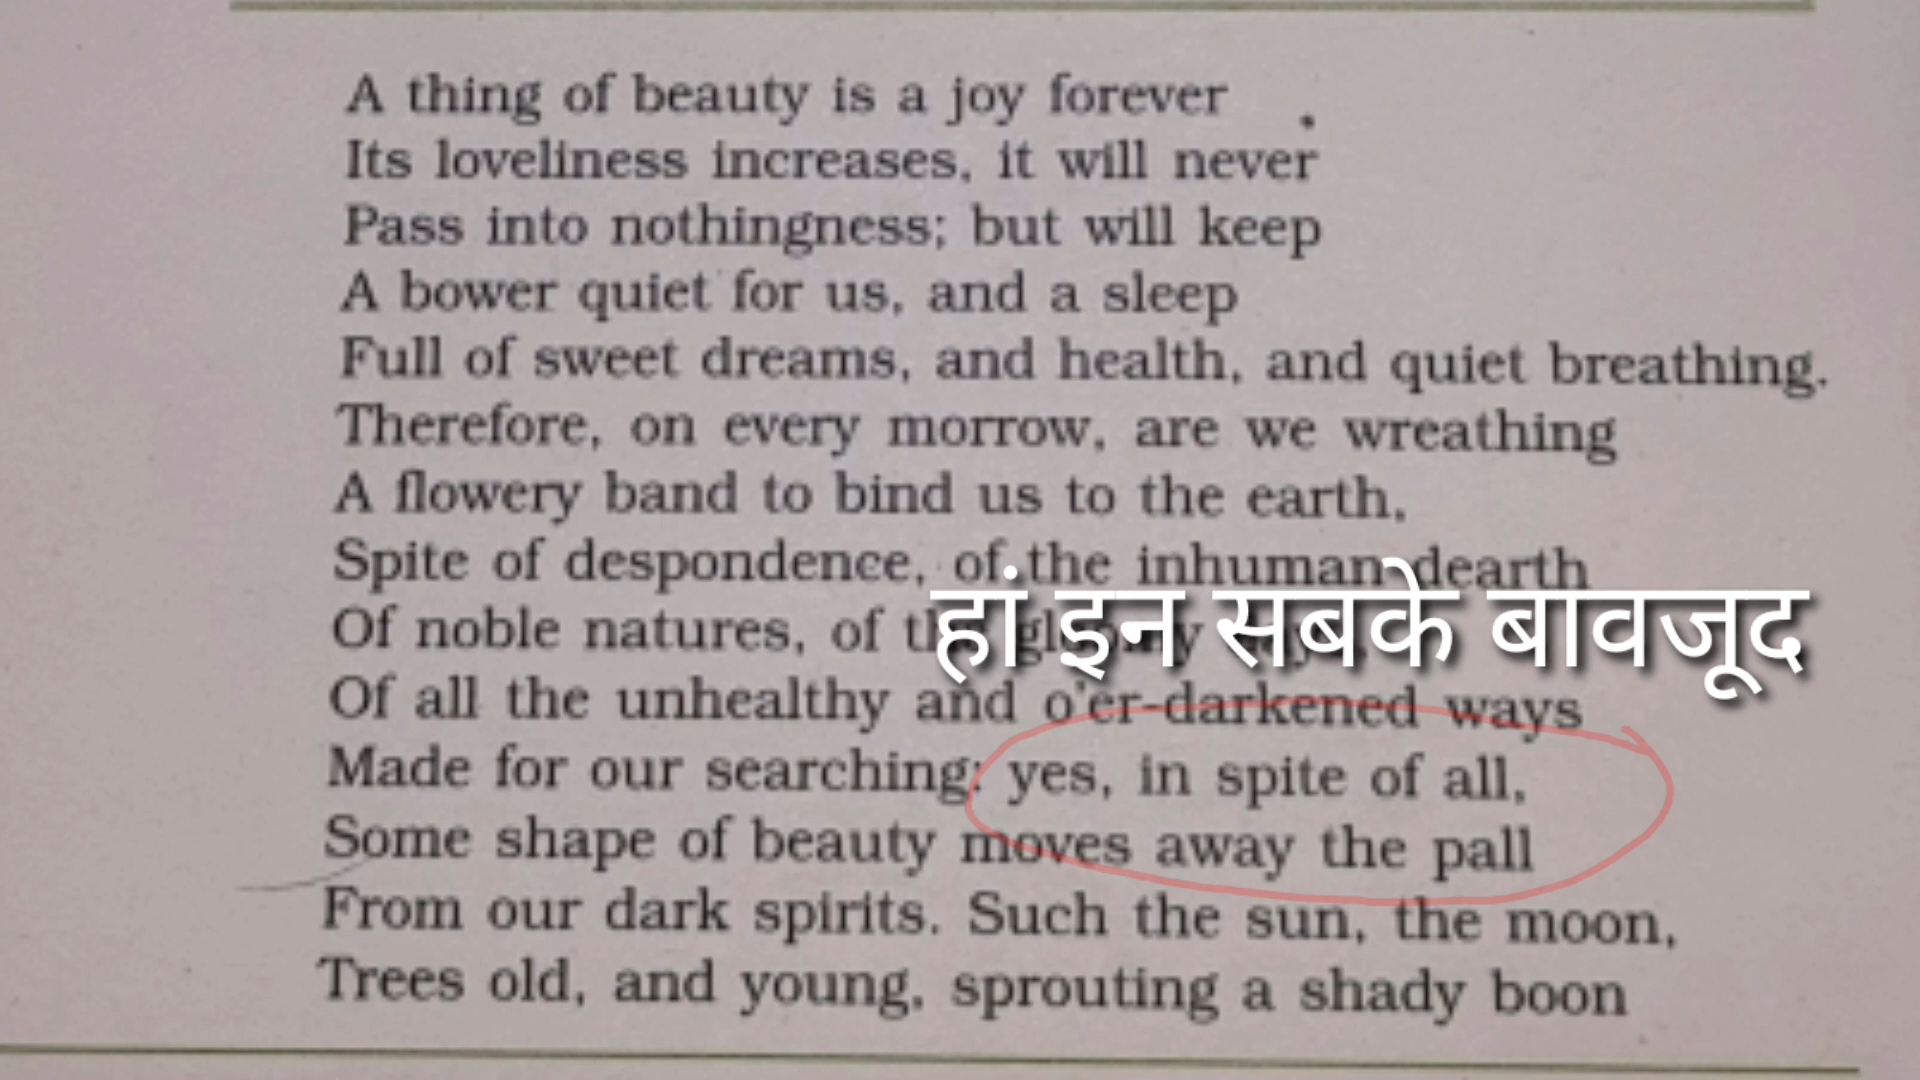 A thing of beauty is a joy forever
Its loveliness increases, it will never
Pass into nothingness; but will keep
A bower quiet for us, and a sleep
Full of sweet dreams, and health, and quiet breathing.
Therefore, on every morrow, are we wreathing
A flowery band to bind us to the earth,
Spite of despondence, of the inhuman dearth
Of noble natures, of
हां इन सबके बावजूद
Of all the unhealthy and o'er-darkened ways
Made for our searching: yes, in spite of all,
Some shape of beauty moves away the pall
From our dark spirits. Such the sun, the moon,
Trees old, and young, sprouting a shady boon